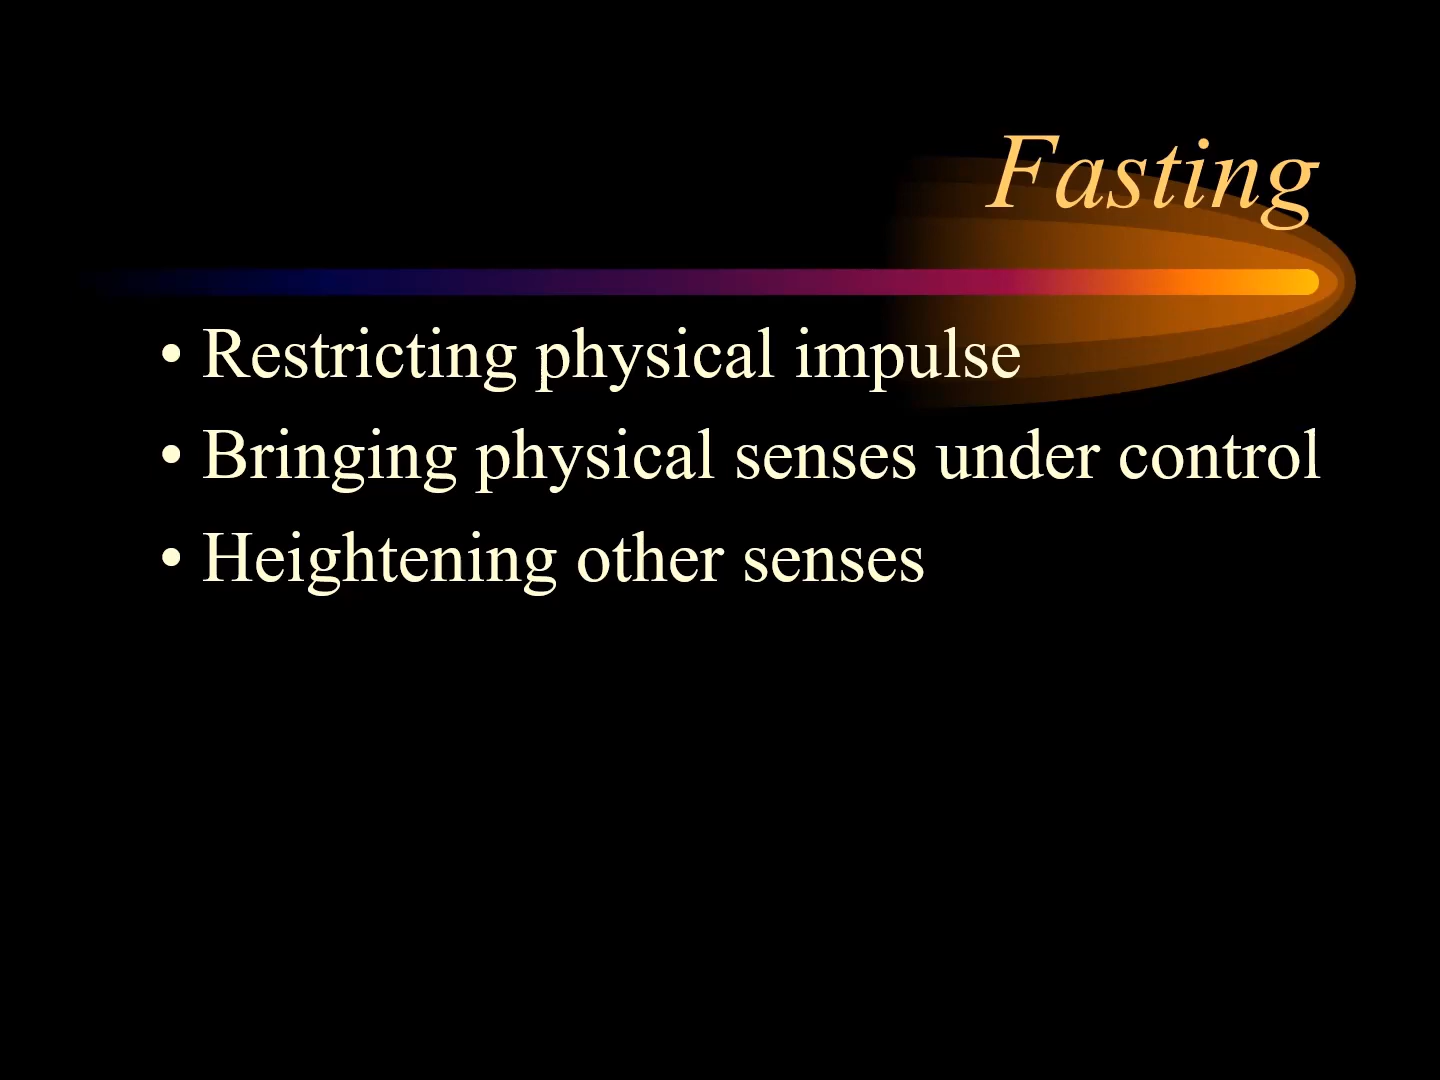 Fasting
• Restricting physical impulse
• Bringing physical senses under control
• Heightening other senses